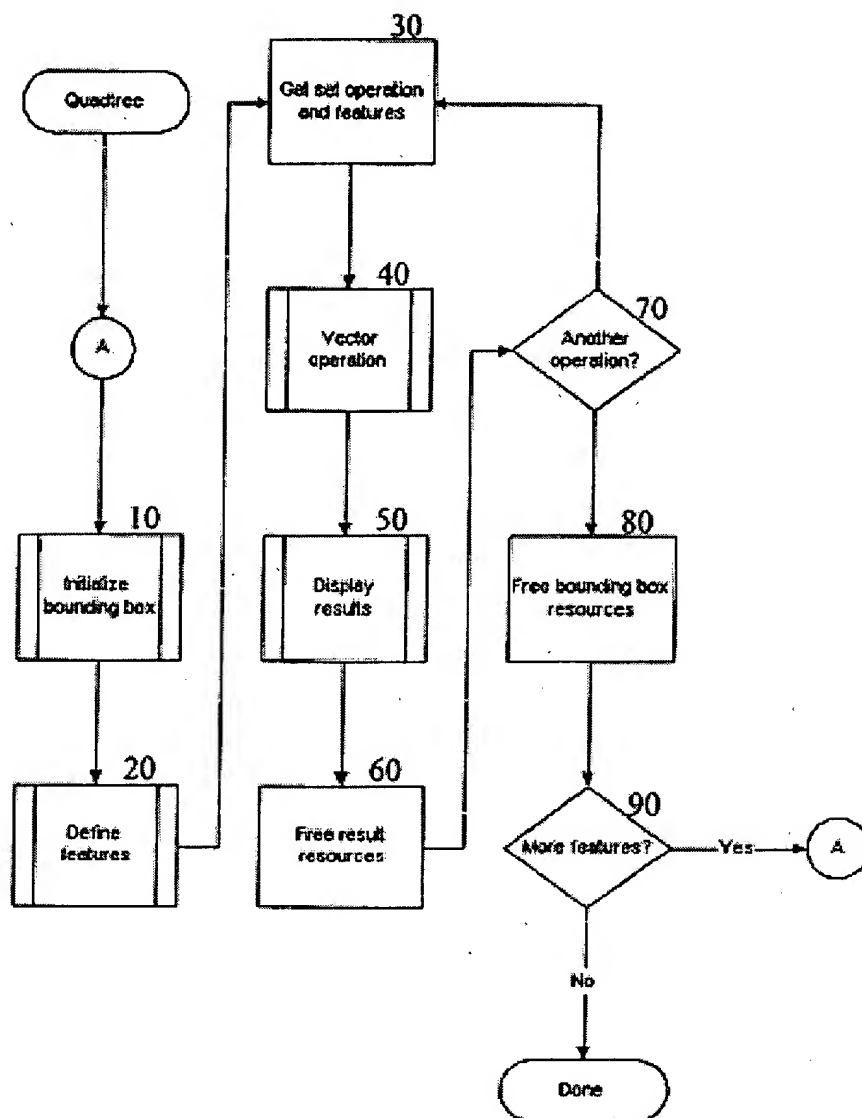 Quadtree
A
10
Initialize
bounding box
20
Define
features
30
Get set operation
and features
40
Vector
operation
50
Display
results
60
Free result
resources
70
Another
operation?
80
Free bounding box
resources
90
More features?
Yes
A
No
Done